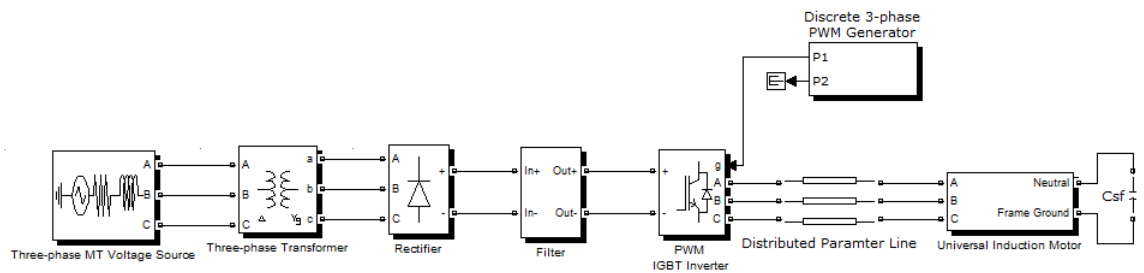 Discrete 3-phase
PWM Generator
P1
P2
A
B
C
Three-phase MT Voltage Source
A
B
C
a
b
c
Δ
Yg
Three-phase Transformer
A
B
C
+
-
Rectifier
In+
In-
Out+
Out-
Filter
+
-
g
A
B
C
PWM
IGBT Inverter
Distributed Paramter Line
A
B
C
Neutral
Frame Ground
Universal Induction Motor
Csf